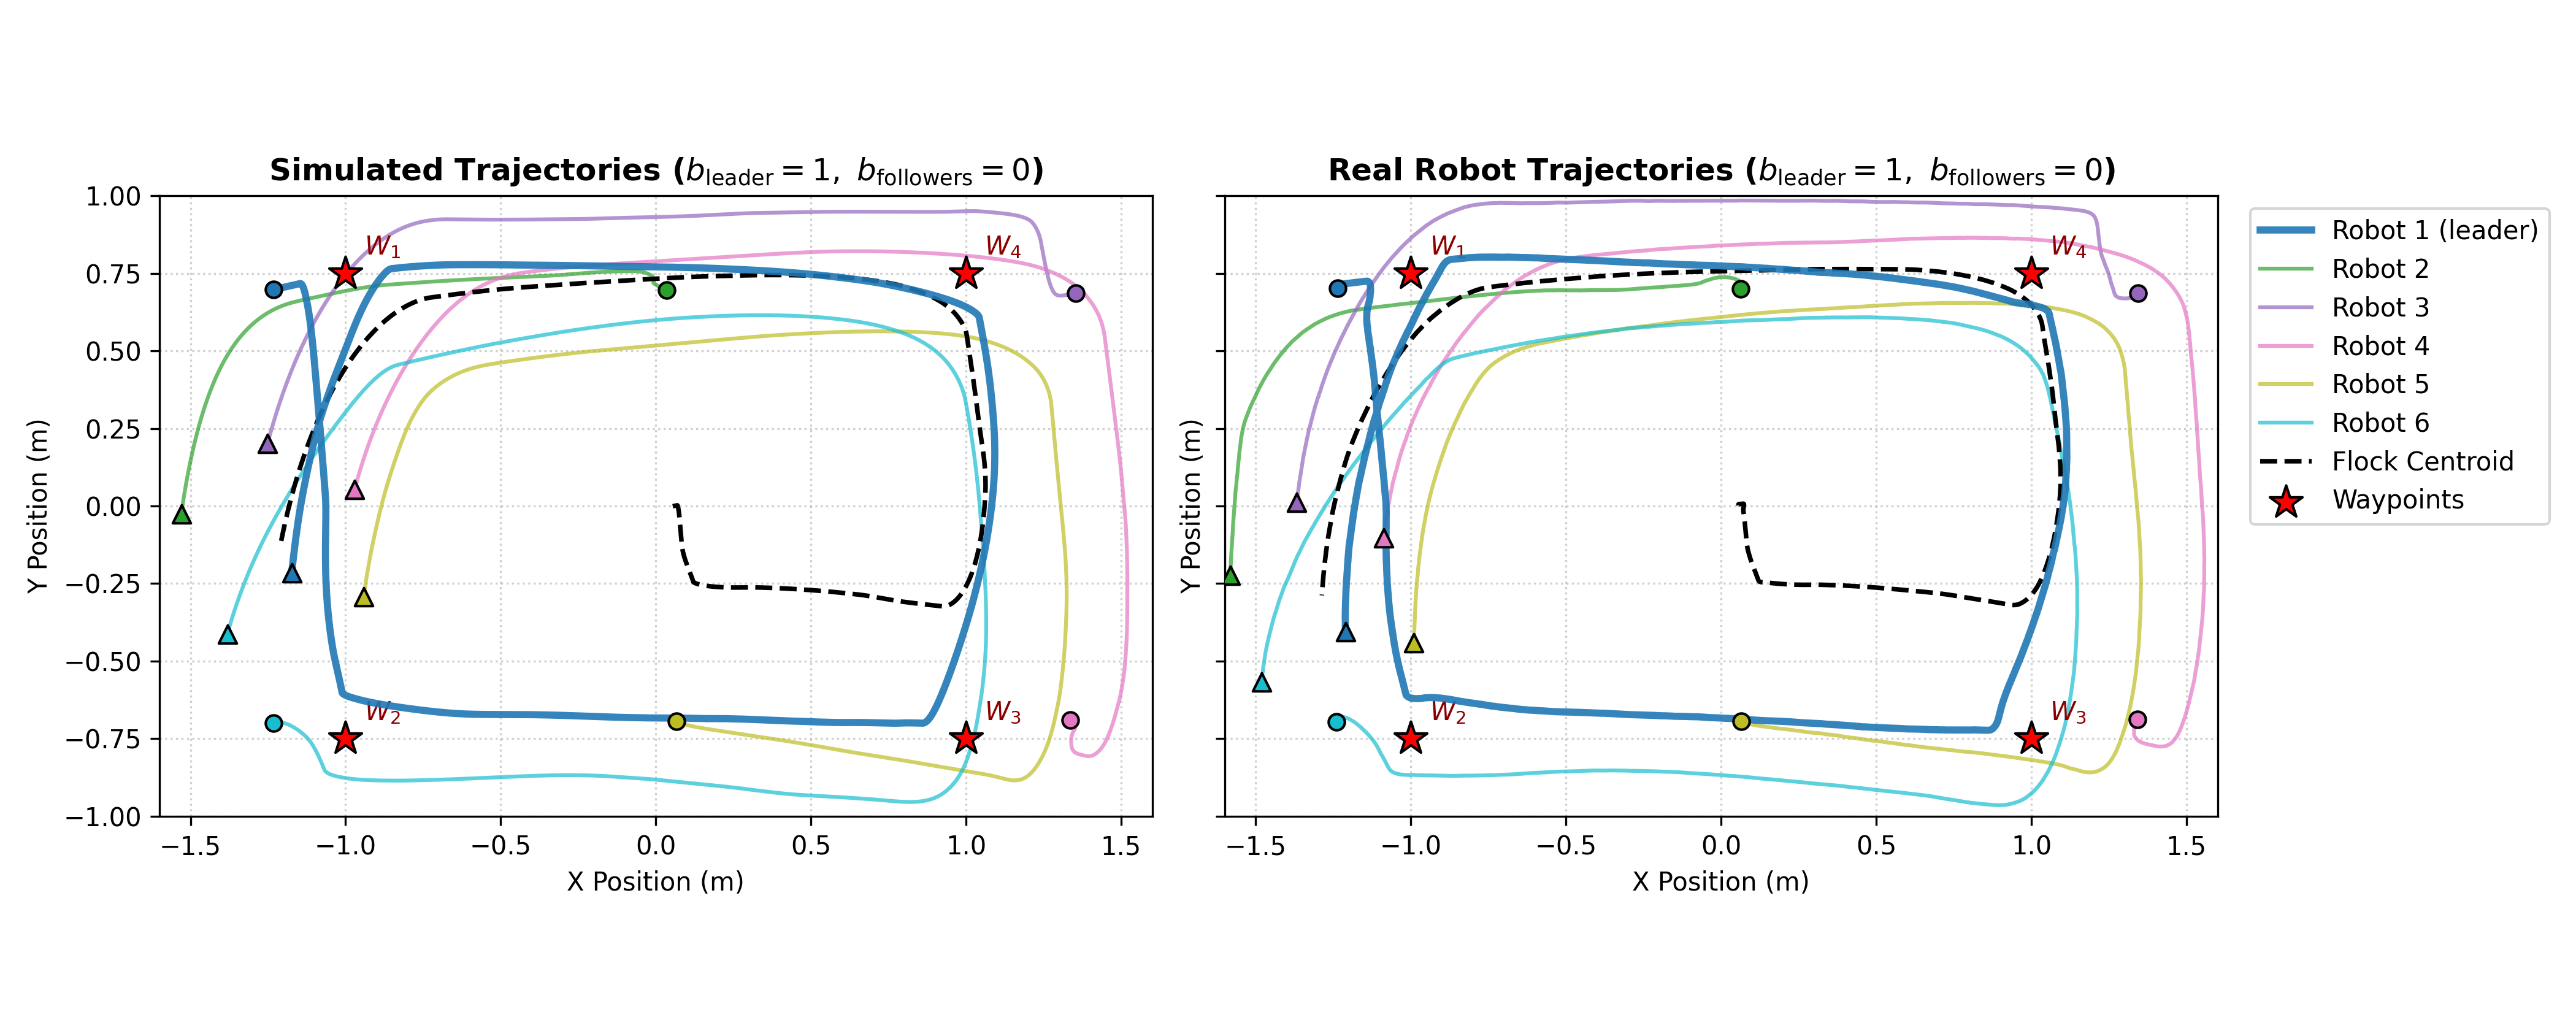 Simulated Trajectories (b_leader = 1, b_followers = 0)
1.00
0.75
0.50
0.25
0.00
−0.25
−0.50
−0.75
−1.00
Y Position (m)
W₁
W₄
W₂
W₃
−1.5 −1.0 −0.5 0.0 0.5 1.0 1.5
X Position (m)
Real Robot Trajectories (b_leader = 1, b_followers = 0)
Y Position (m)
W₁
W₄
W₂
W₃
−1.5 −1.0 −0.5 0.0 0.5 1.0 1.5
X Position (m)
Robot 1 (leader)
Robot 2
Robot 3
Robot 4
Robot 5
Robot 6
Flock Centroid
Waypoints